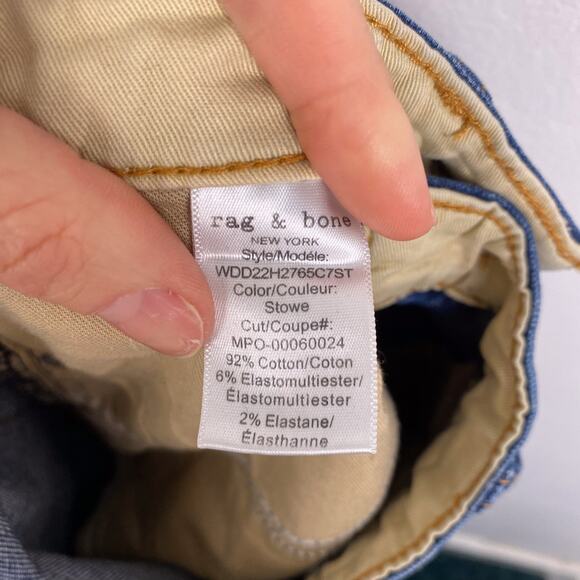 rag & bone
NEW YORK
Style/Modéle:
WDD22H2765C7ST
Color/Couleur:
Stowe
Cut/Coupe#:
MPO-00060024
92% Cotton/Coton
6% Elastomultiester/
Élastomultiester
2% Elastane/
Élasthanne